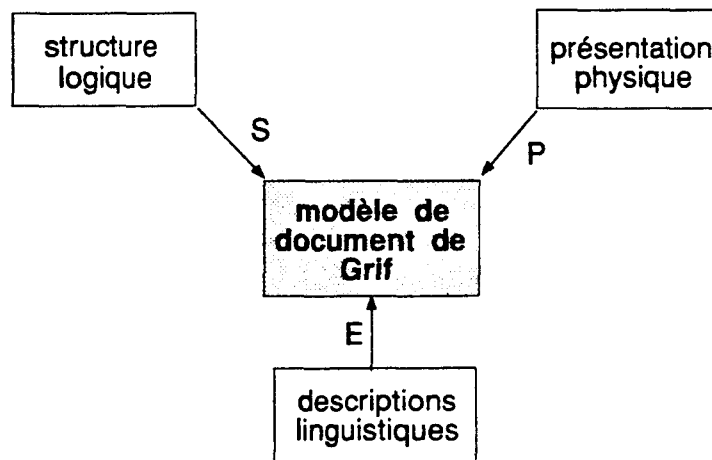 structure
logique
présentation
physique
S
P
modèle de
document de
Grif
E
descriptions
linguistiques